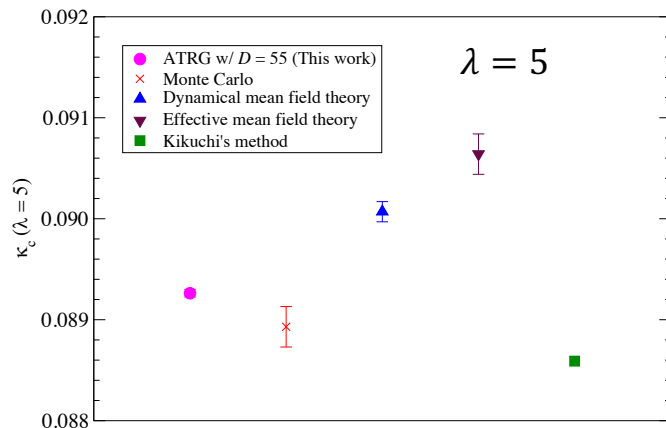 0.092
ATRG w/ D = 55 (This work)
Monte Carlo
Dynamical mean field theory
Effective mean field theory
Kikuchi's method
λ = 5
0.091
0.090
0.089
0.088
κc (λ = 5)